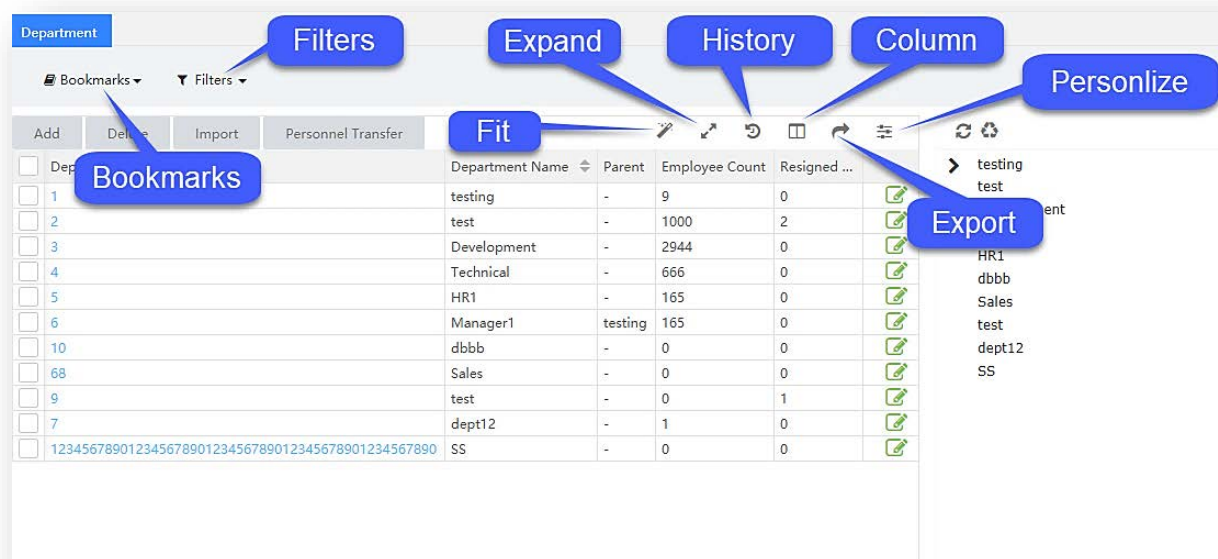 Department
Filters
Expand
History
Column
Personlize
Bookmarks
Filters
Fit
Add
Import
Personnel Transfer
Bookmarks
Export
Department Name Parent Employee Count Resigned ...
1 testing - 9 0
2 test - 1000 2
3 Development - 2944 0
4 Technical - 666 0
5 HR1 - 165 0
6 Manager1 testing 165 0
10 dbbb - 0 0
68 Sales - 0 0
9 test - 0 1
7 dept12 - 1 0
12345678901234567890123456789012345678901234567890 SS - 0 0
testing
test
HR1
dbbb
Sales
test
dept12
SS